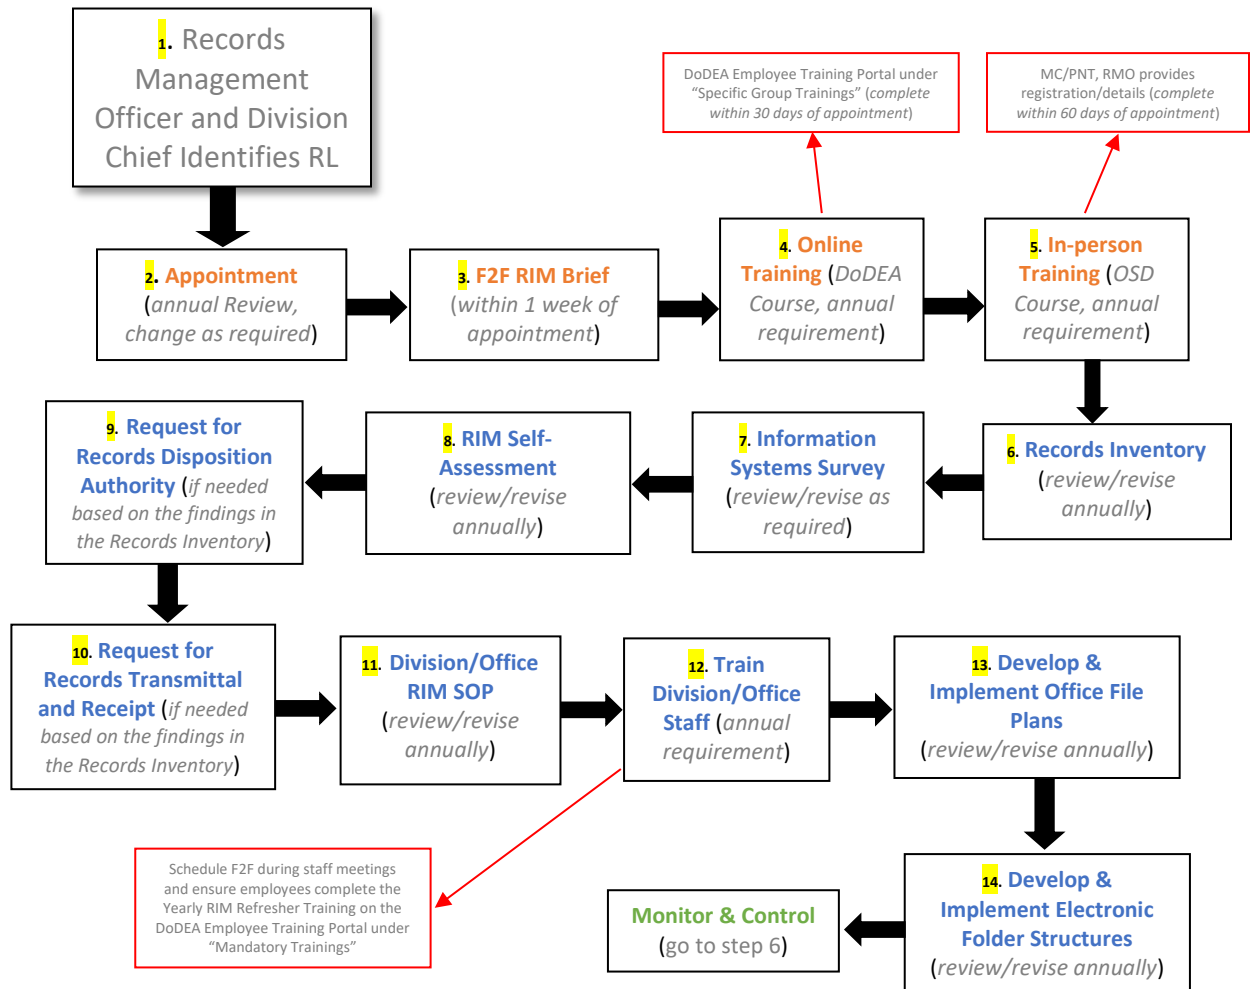 1. Records
Management
Officer and Division
Chief Identifies RL
DoDEA Employee Training Portal under
“Specific Group Trainings” (complete
within 30 days of appointment)
MC/PNT, RMO provides
registration/details (complete
within 60 days of appointment)
2. Appointment
(annual Review,
change as required)
3. F2F RIM Brief
(within 1 week of
appointment)
4. Online
Training (DoDEA
Course, annual
requirement)
5. In-person
Training (OSD
Course, annual
requirement)
6. Records Inventory
(review/revise
annually)
7. Information
Systems Survey
(review/revise as
required)
8. RIM Self-
Assessment
(review/revise
annually)
9. Request for
Records Disposition
Authority (if needed
based on the findings in
the Records Inventory)
10. Request for
Records Transmittal
and Receipt (if needed
based on the findings in
the Records Inventory)
11. Division/Office
RIM SOP
(review/revise
annually)
12. Train
Division/Office
Staff (annual
requirement)
13. Develop &
Implement Office File
Plans
(review/revise annually)
Schedule F2F during staff meetings
and ensure employees complete the
Yearly RIM Refresher Training on the
DoDEA Employee Training Portal under
“Mandatory Trainings”
14. Develop &
Implement Electronic
Folder Structures
(review/revise annually)
Monitor & Control
(go to step 6)